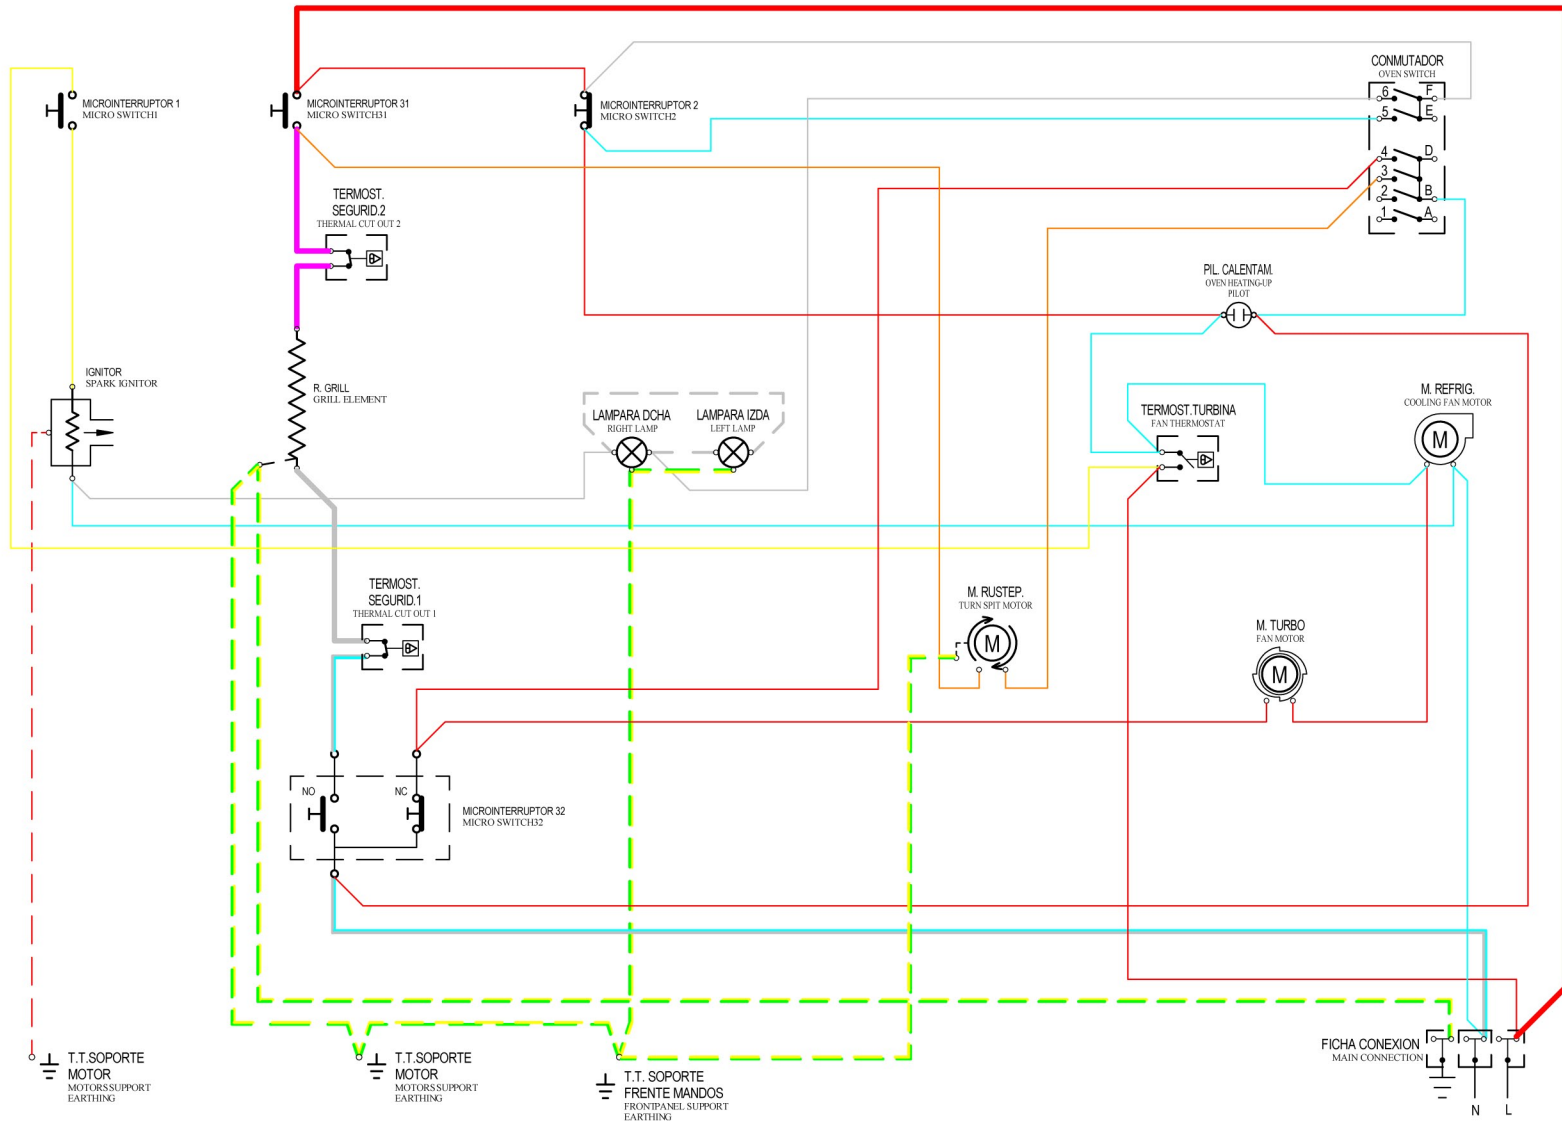 CONMUTADOR
OVEN SWITCH
MICROINTERRUPTOR 1
MICRO SWITCH1
MICROINTERRUPTOR 31
MICRO SWITCH31
MICROINTERRUPTOR 2
MICRO SWITCH2
6 F
5 E
4 D
3
2 B
1 A
TERMOST.
SEGURID.2
THERMAL CUT OUT 2
PIL. CALENTAM.
OVEN HEATING-UP
PILOT
IGNITOR
SPARK IGNITOR
R. GRILL
GRILL ELEMENT
LAMPARA DCHA
RIGHT LAMP
LAMPARA IZDA
LEFT LAMP
TERMOST.TURBINA
FAN THERMOSTAT
M. REFRIG.
COOLING FAN MOTOR
M
TERMOST.
SEGURID.1
THERMAL CUT OUT 1
M. RUSTEP.
TURN SPIT MOTOR
M
M. TURBO
FAN MOTOR
M
NO
NC
MICROINTERRUPTOR 32
MICRO SWITCH32
T.T.SOPORTE
MOTOR
MOTORS SUPPORT
EARTHING
T.T.SOPORTE
MOTOR
MOTORS SUPPORT
EARTHING
T.T. SOPORTE
FRENTE MANDOS
FRONTPANEL SUPPORT
EARTHING
FICHA CONEXION
MAIN CONNECTION
N
L